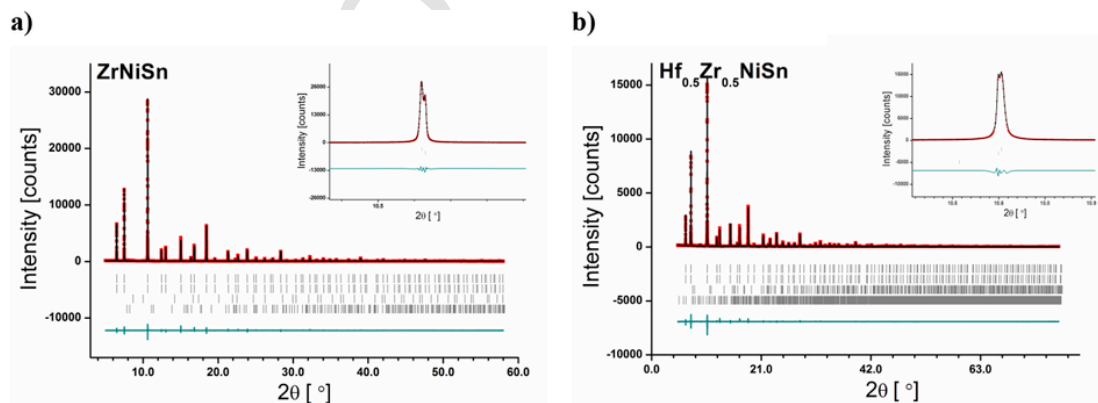 a)
ZrNiSn
Intensity [counts]
30000
20000
10000
0
-10000
10.0 20.0 30.0 40.0 50.0 60.0
2θ [ °]
Intensity [counts]
26000
13000
0
-13000
-26000
10.5
2θ [ °]
b)
Hf0.5Zr0.5NiSn
Intensity [counts]
15000
10000
5000
0
-5000
-10000
0.0 21.0 42.0 63.0
2θ [ °]
Intensity [counts]
15000
10000
5000
0
-5000
-10000
2θ [ °]